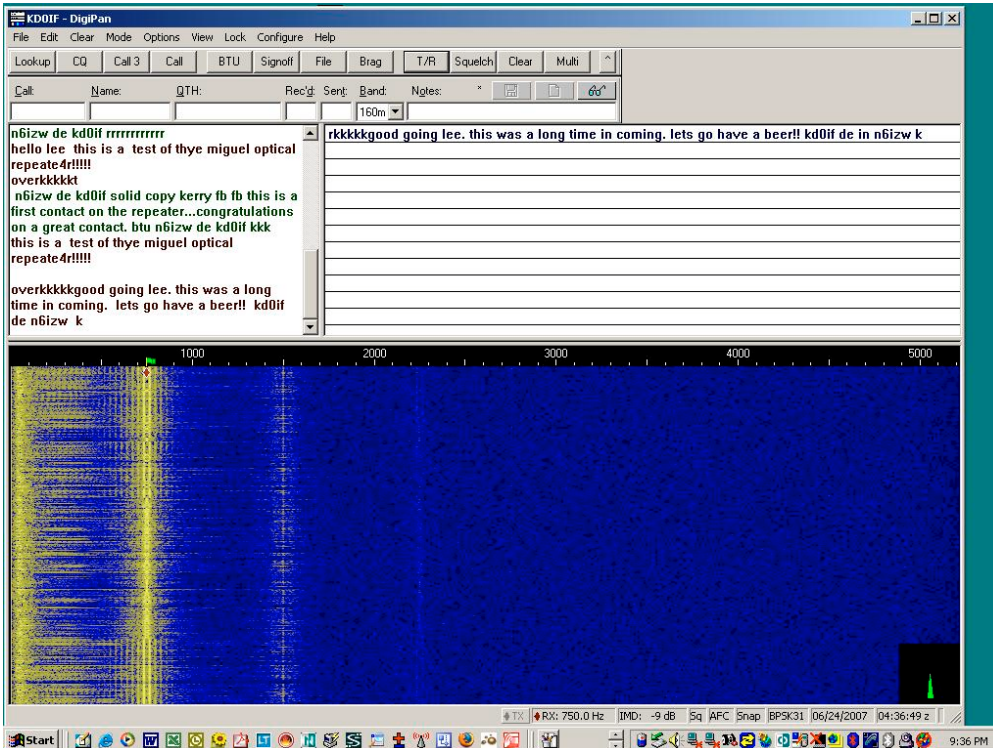 KD0IF - DigiPan
File Edit Clear Mode Options View Lock Configure Help
Lookup CQ Call 3 Call BTU Signoff File Brag T/R Squelch Clear Multi ^
Call: Name: QTH: Rec'd: Sent: Band: Notes: *
160m
n6izw de kd0if rrrrrrrrrrrr
hello lee this is a test of thye miguel optical
repeate4r!!!!!
overkkkkkt
n6izw de kd0if solid copy kerry fb fb this is a
first contact on the repeater...congratulations
on a great contact. btu n6izw de kd0if kkk
this is a test of thye miguel optical
repeate4r!!!!!
overkkkkkgood going lee. this was a long
time in coming. lets go have a beer!! kd0if
de n6izw k
rkkkkkgood going lee. this was a long time in coming. lets go have a beer!! kd0if de in n6izw k
1000 2000 3000 4000 5000
TX RX: 750.0 Hz IMD: -9 dB Sq AFC Snap BPSK31 06/24/2007 04:36:49 z
Start 9:36 PM